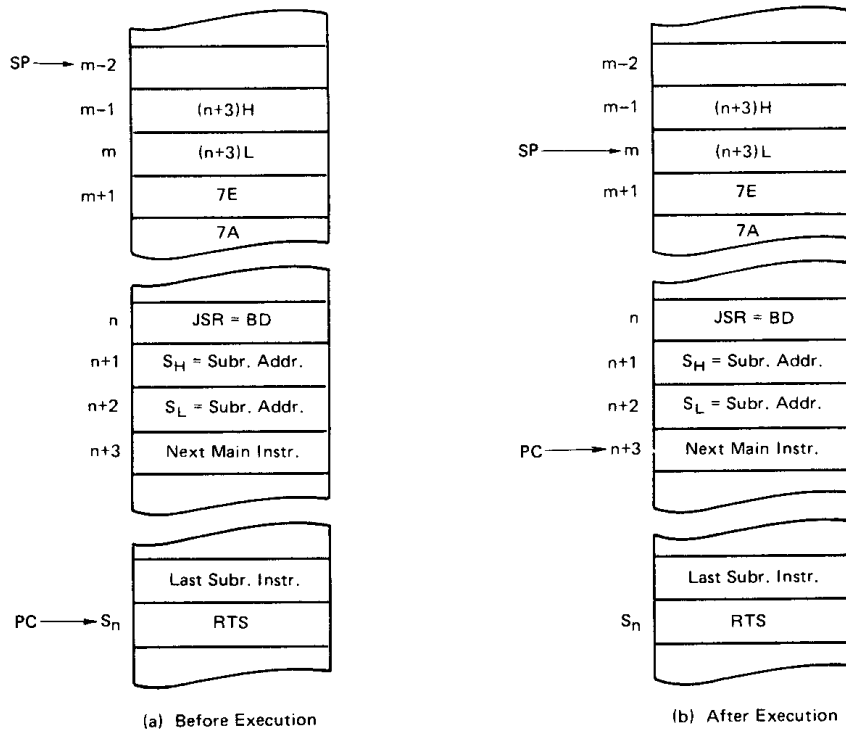 SP m-2
m-1 (n+3)H
m (n+3)L
m+1 7E
7A
n JSR = BD
n+1 SH = Subr. Addr.
n+2 SL = Subr. Addr.
n+3 Next Main Instr.
Last Subr. Instr.
PC Sn RTS
(a) Before Execution
m-2
m-1 (n+3)H
SP m (n+3)L
m+1 7E
7A
n JSR = BD
n+1 SH = Subr. Addr.
n+2 SL = Subr. Addr.
PC n+3 Next Main Instr.
Last Subr. Instr.
Sn RTS
(b) After Execution